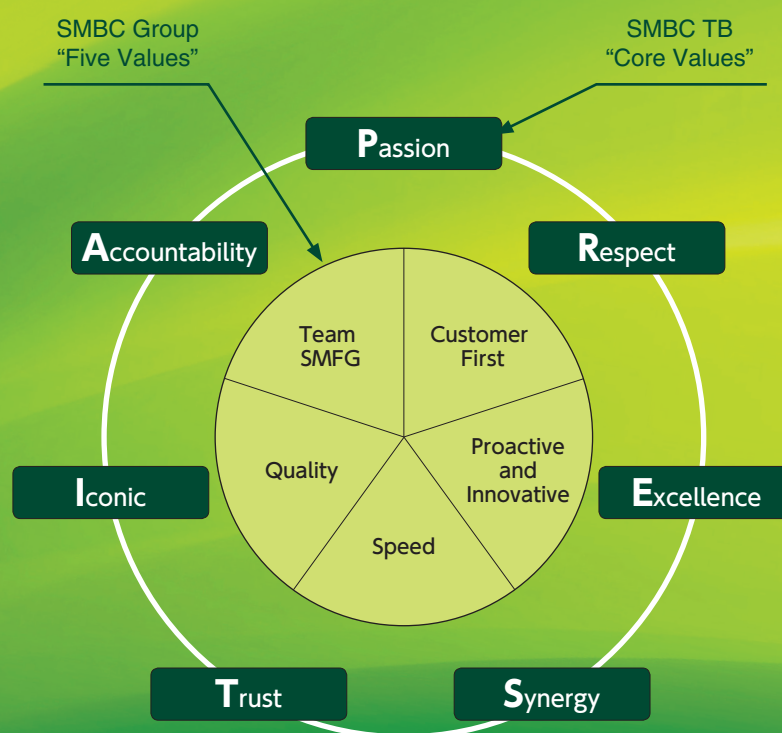 SMBC Group
“Five Values”
SMBC TB
“Core Values”
Passion
Accountability
Respect
Team
SMFG
Customer
First
Quality
Proactive
and
Innovative
Iconic
Excellence
Speed
Trust
Synergy